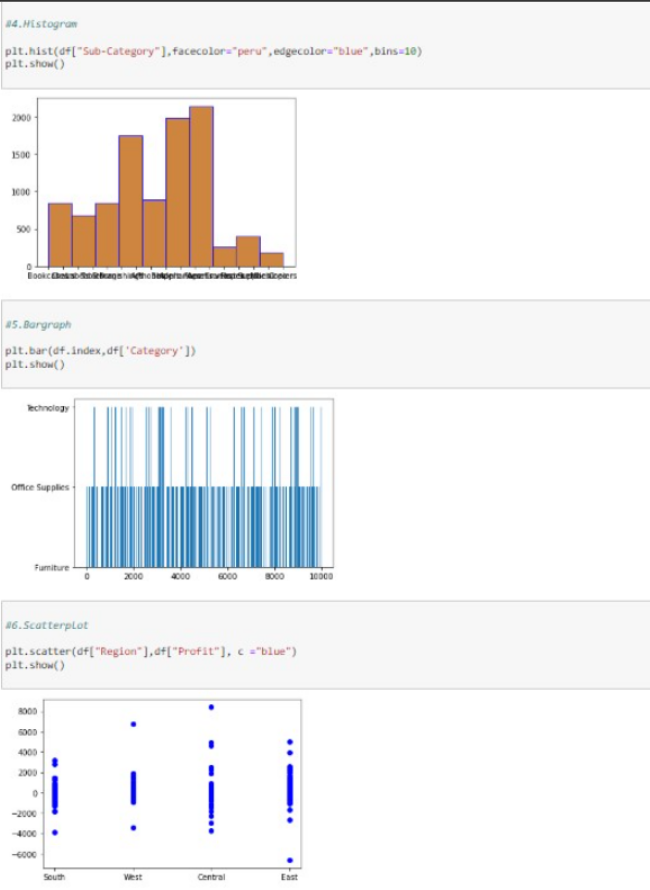 #4.Histogram
plt.hist(df["Sub-Category"],facecolor="peru",edgecolor="blue",bins=10)
plt.show()
2000
1500
1000
500
0
#5.Bargraph
plt.bar(df.index,df['Category'])
plt.show()
Technology
Office Supplies
Furniture
0 2000 4000 6000 8000 10000
#6.Scatterplot
plt.scatter(df["Region"],df["Profit"], c ="blue")
plt.show()
8000
6000
4000
2000
0
−2000
−4000
−6000
South West Central East